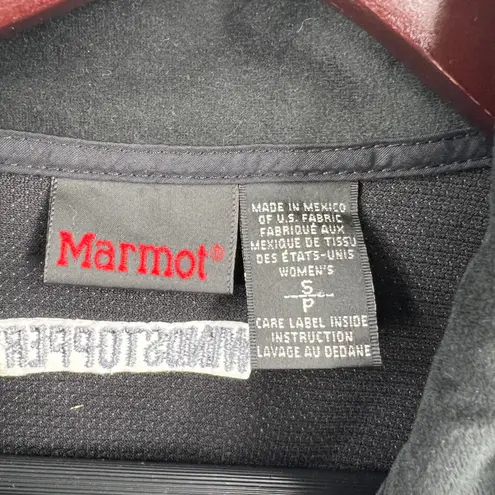 Marmot®
MADE IN MEXICO
OF U.S. FABRIC
FABRIQUÉ AUX
MEXIQUE DE TISSU
DES ÉTATS-UNIS
WOMEN'S
S
P
CARE LABEL INSIDE
INSTRUCTION
LAVAGE AU DEDANE
WINDSTOPPER